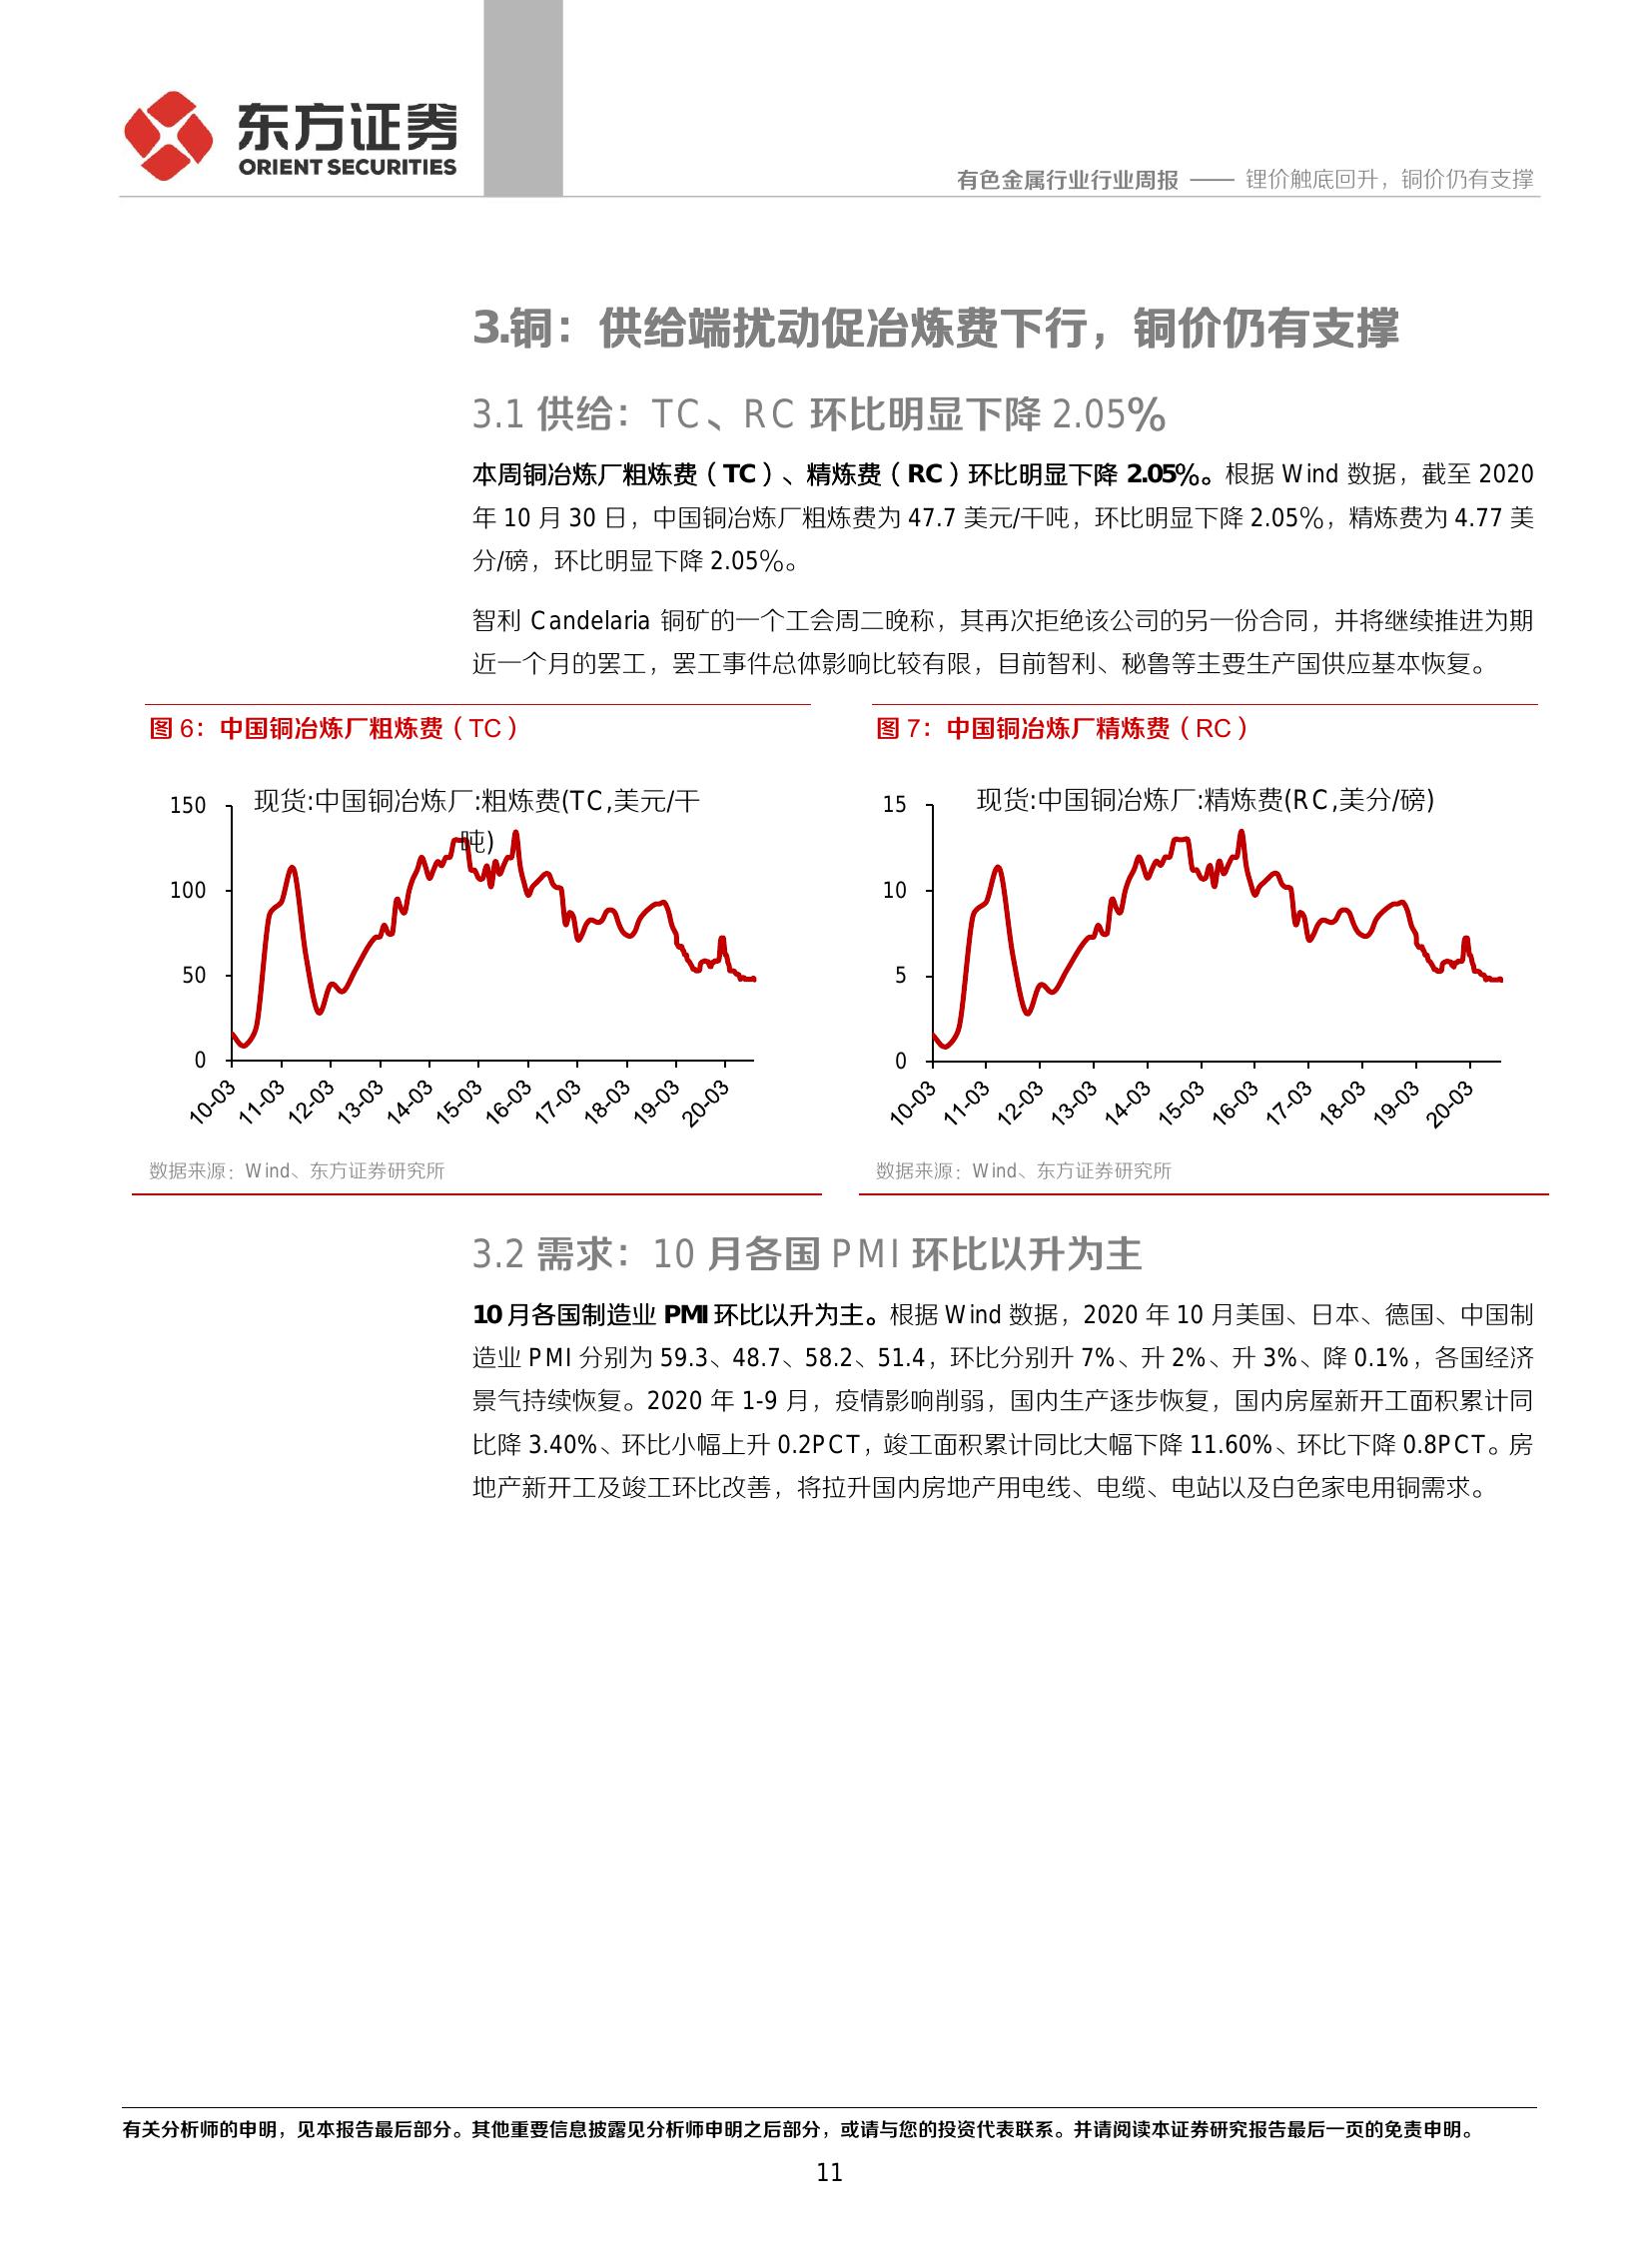 东方证券
ORIENT SECURITIES
有色金属行业行业周报 —— 锂价触底回升，铜价仍有支撑
3.铜：供给端扰动促冶炼费下行，铜价仍有支撑
3.1 供给：TC、RC 环比明显下降 2.05%
本周铜冶炼厂粗炼费（TC）、精炼费（RC）环比明显下降 2.05%。根据 Wind 数据，截至 2020
年 10 月 30 日，中国铜冶炼厂粗炼费为 47.7 美元/干吨，环比明显下降 2.05%，精炼费为 4.77 美
分/磅，环比明显下降 2.05%。
智利 Candelaria 铜矿的一个工会周二晚称，其再次拒绝该公司的另一份合同，并将继续推进为期
近一个月的罢工，罢工事件总体影响比较有限，目前智利、秘鲁等主要生产国供应基本恢复。
图 6：中国铜冶炼厂粗炼费（TC）
现货:中国铜冶炼厂:粗炼费(TC,美元/干
吨)
150
100
50
0
10-03 11-03 12-03 13-03 14-03 15-03 16-03 17-03 18-03 19-03 20-03
数据来源：Wind、东方证券研究所
图 7：中国铜冶炼厂精炼费（RC）
现货:中国铜冶炼厂:精炼费(RC,美分/磅)
15
10
5
0
10-03 11-03 12-03 13-03 14-03 15-03 16-03 17-03 18-03 19-03 20-03
数据来源：Wind、东方证券研究所
3.2 需求：10 月各国 PMI 环比以升为主
10 月各国制造业 PMI 环比以升为主。根据 Wind 数据，2020 年 10 月美国、日本、德国、中国制
造业 PMI 分别为 59.3、48.7、58.2、51.4，环比分别升 7%、升 2%、升 3%、降 0.1%，各国经济
景气持续恢复。2020 年 1-9 月，疫情影响削弱，国内生产逐步恢复，国内房屋新开工面积累计同
比降 3.40%、环比小幅上升 0.2PCT，竣工面积累计同比大幅下降 11.60%、环比下降 0.8PCT。房
地产新开工及竣工环比改善，将拉升国内房地产用电线、电缆、电站以及白色家电用铜需求。
有关分析师的申明，见本报告最后部分。其他重要信息披露见分析师申明之后部分，或请与您的投资代表联系。并请阅读本证券研究报告最后一页的免责申明。
11